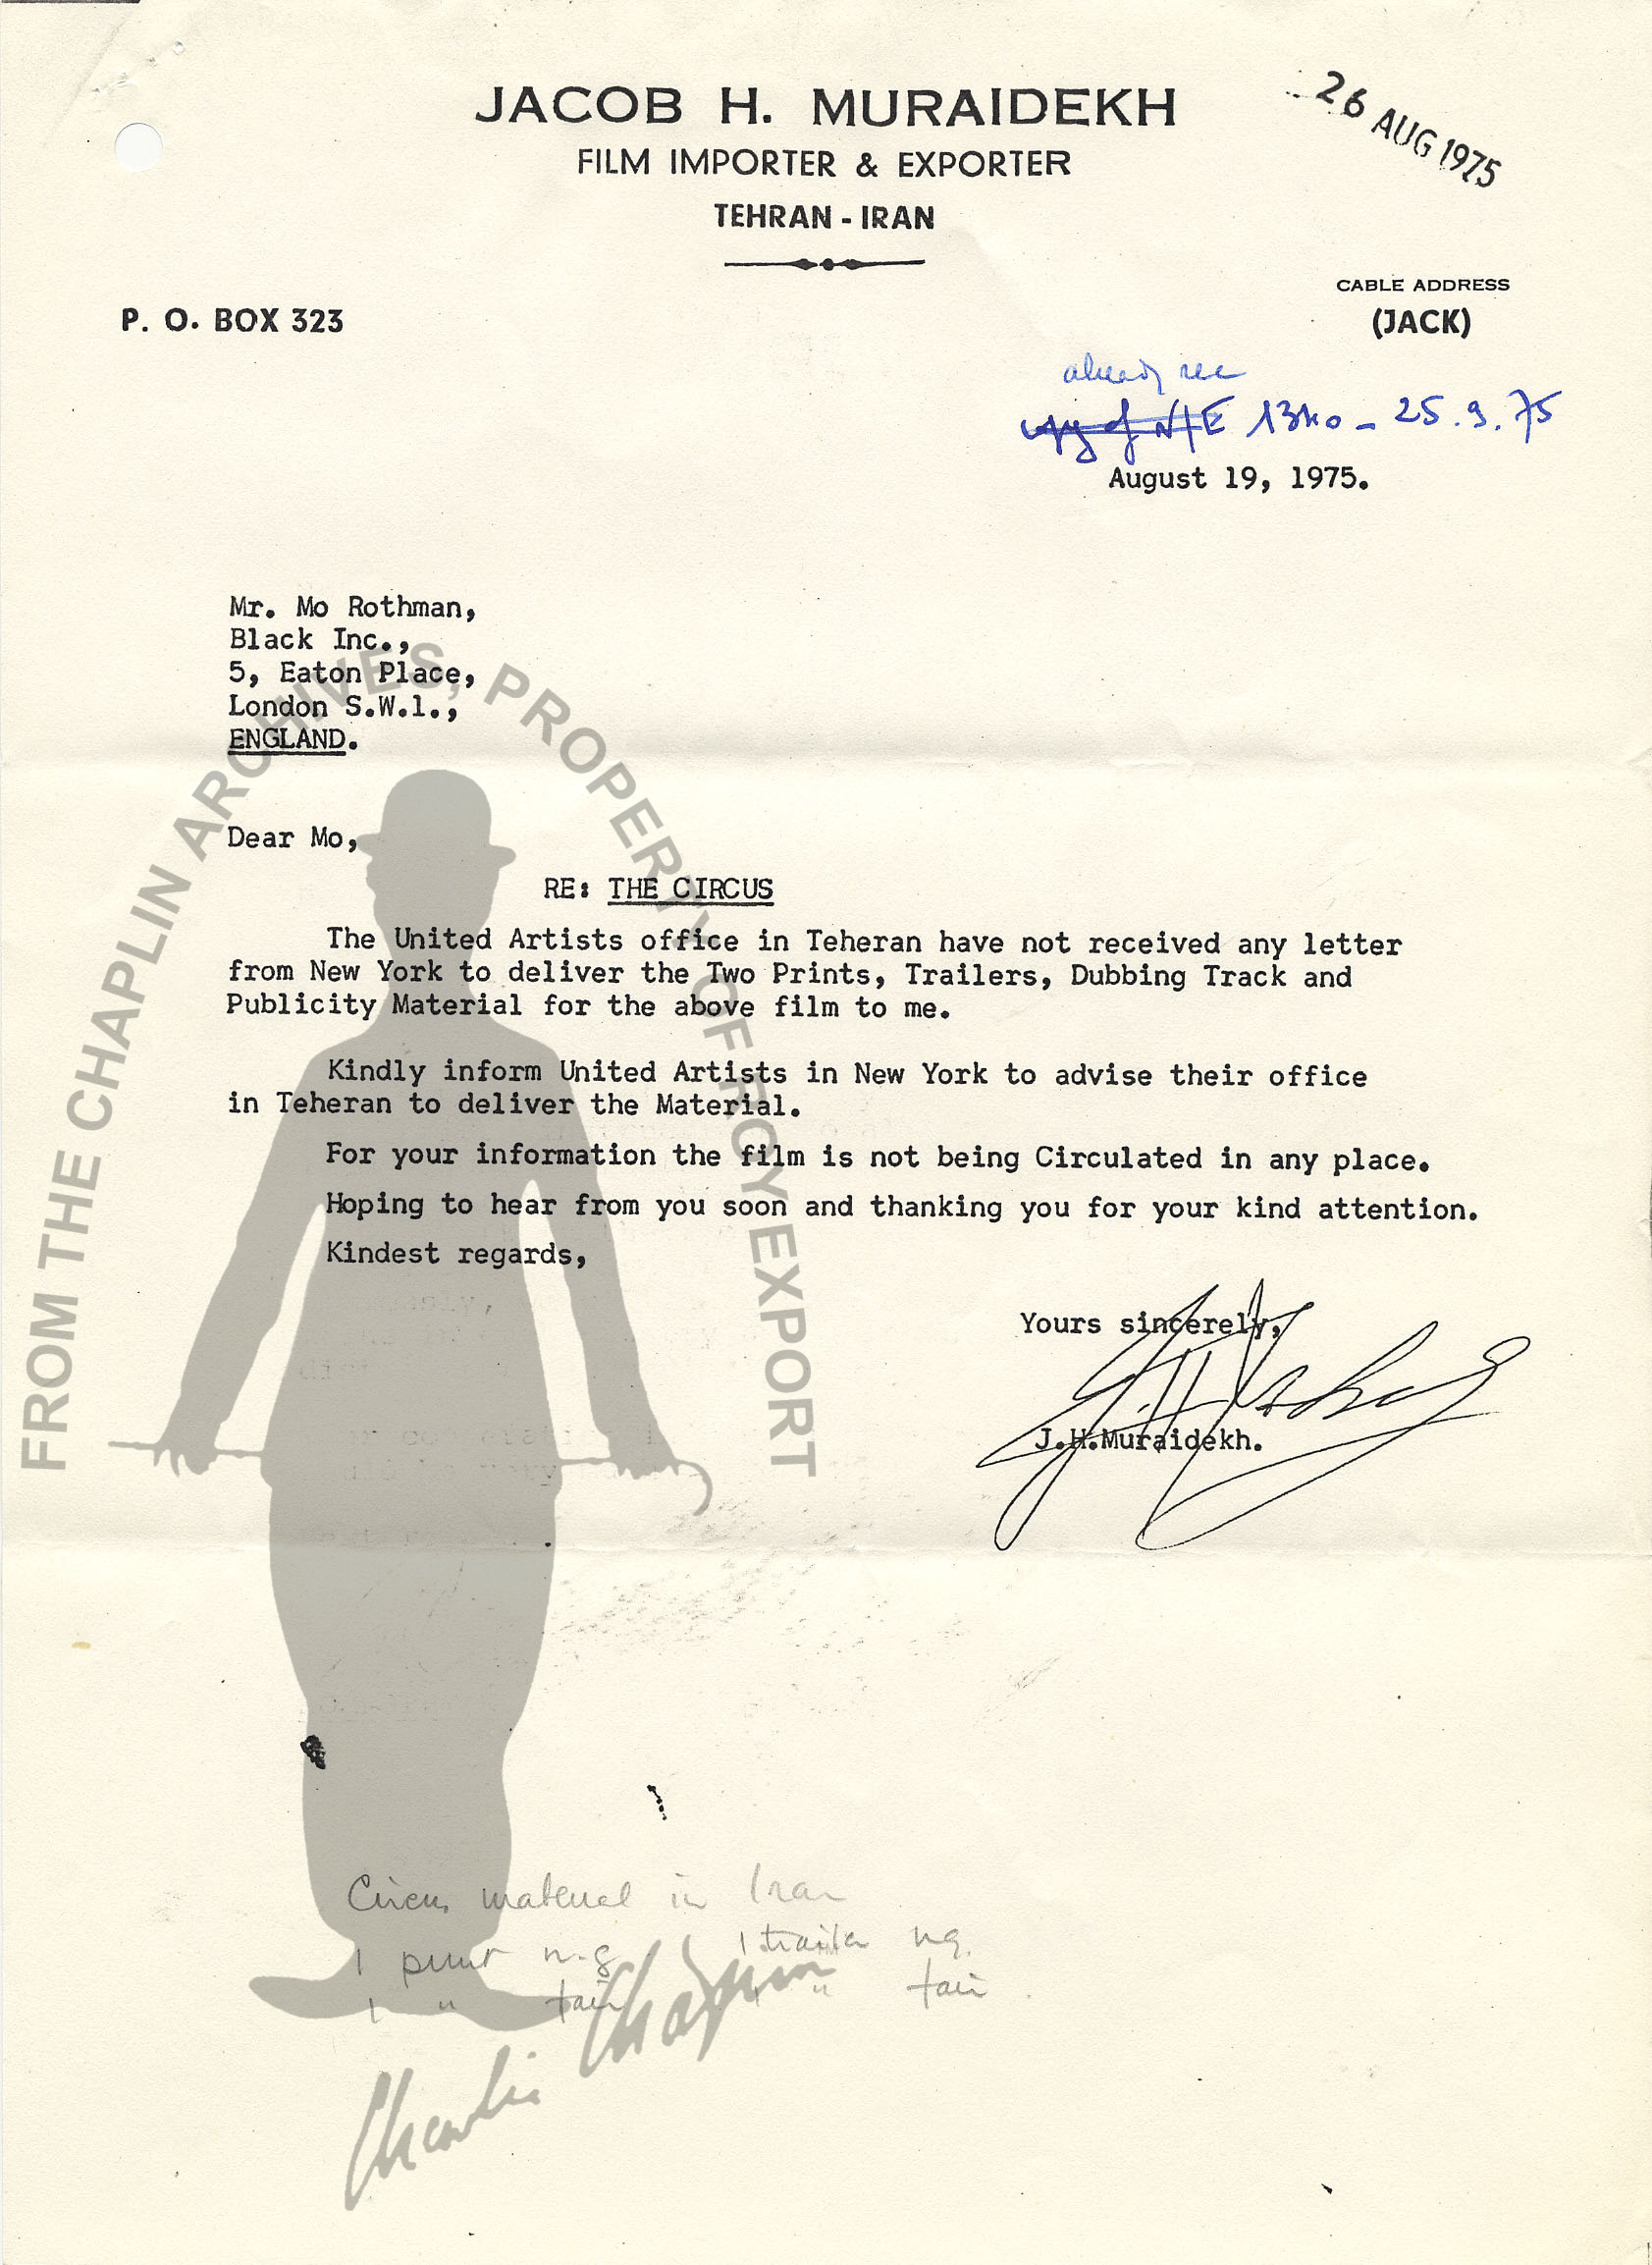 JACOB H. MURAIDEKH
FILM IMPORTER & EXPORTER
TEHRAN - IRAN
26 AUG 1975
P. O. BOX 323
CABLE ADDRESS
(JACK)
already
copy of N/E - 25.9.75
August 19, 1975.
Mr. Mo Rothman,
Black Inc.,
5, Eaton Place,
London S.W.1.,
ENGLAND.
Dear Mo,
RE: THE CIRCUS
The United Artists office in Teheran have not received any letter
from New York to deliver the Two Prints, Trailers, Dubbing Track and
Publicity Material for the above film to me.
Kindly inform United Artists in New York to advise their office
in Teheran to deliver the Material.
For your information the film is not being Circulated in any place.
Hoping to hear from you soon and thanking you for your kind attention.
Kindest regards,
Yours sincerely,
J.H.Muraidekh.
Circus material in Iran
1 print n.g. 1 trailer n.g.
1 " fair 1 " fair
FROM THE CHAPLIN ARCHIVES, PROPERTY OF ROY EXPORT
Charlie Chaplin